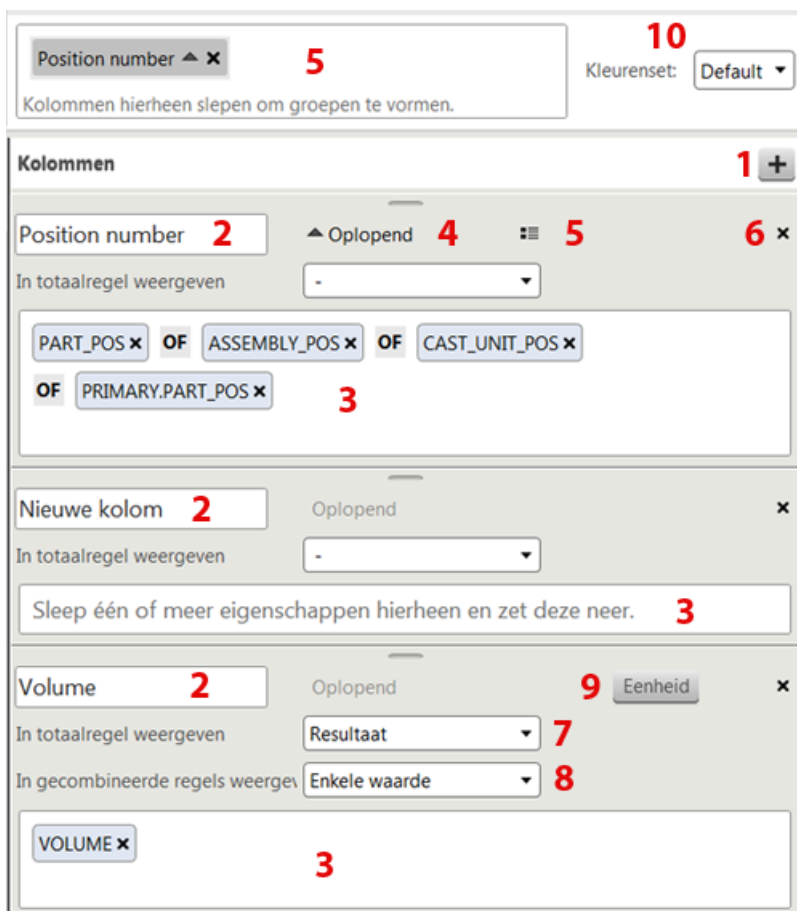 10
Position number
5
Kleurenset: Default
Kolommen hierheen slepen om groepen te vormen.
Kolommen 1 +
Position number 2 Oplopend 4 5 6
In totaalregel weergeven -
PART_POS OF ASSEMBLY_POS OF CAST_UNIT_POS
OF PRIMARY.PART_POS 3
Nieuwe kolom 2 Oplopend
In totaalregel weergeven -
Sleep één of meer eigenschappen hierheen en zet deze neer. 3
Volume 2 Oplopend 9 Eenheid
In totaalregel weergeven Resultaat 7
In gecombineerde regels weergev Enkele waarde 8
VOLUME
3